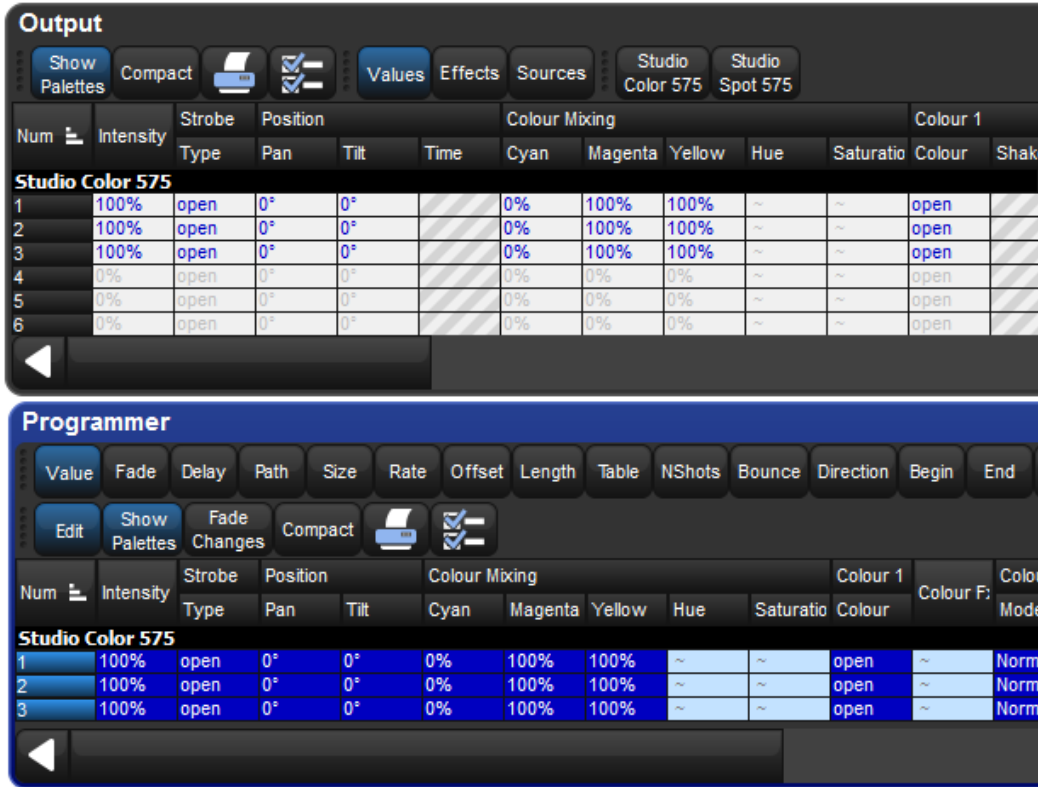 Output
Show Palettes Compact Values Effects Sources Studio Color 575 Studio Spot 575
Num Intensity Strobe Position Colour Mixing Colour 1
Type Pan Tilt Time Cyan Magenta Yellow Hue Saturatio Colour Shak
Studio Color 575
1 100% open 0° 0° 0% 100% 100% ~ ~ open
2 100% open 0° 0° 0% 100% 100% ~ ~ open
3 100% open 0° 0° 0% 100% 100% ~ ~ open
4 0% open 0° 0° 0% 0% 0% ~ ~ open
5 0% open 0° 0° 0% 0% 0% ~ ~ open
6 0% open 0° 0° 0% 0% 0% ~ ~ open
Programmer
Value Fade Delay Path Size Rate Offset Length Table NShots Bounce Direction Begin End
Edit Show Palettes Fade Changes Compact
Num Intensity Strobe Position Colour Mixing Colour 1 Colour F Colo
Type Pan Tilt Cyan Magenta Yellow Hue Saturatio Colour Mode
Studio Color 575
1 100% open 0° 0° 0% 100% 100% ~ ~ open ~ Norm
2 100% open 0° 0° 0% 100% 100% ~ ~ open ~ Norm
3 100% open 0° 0° 0% 100% 100% ~ ~ open ~ Norm